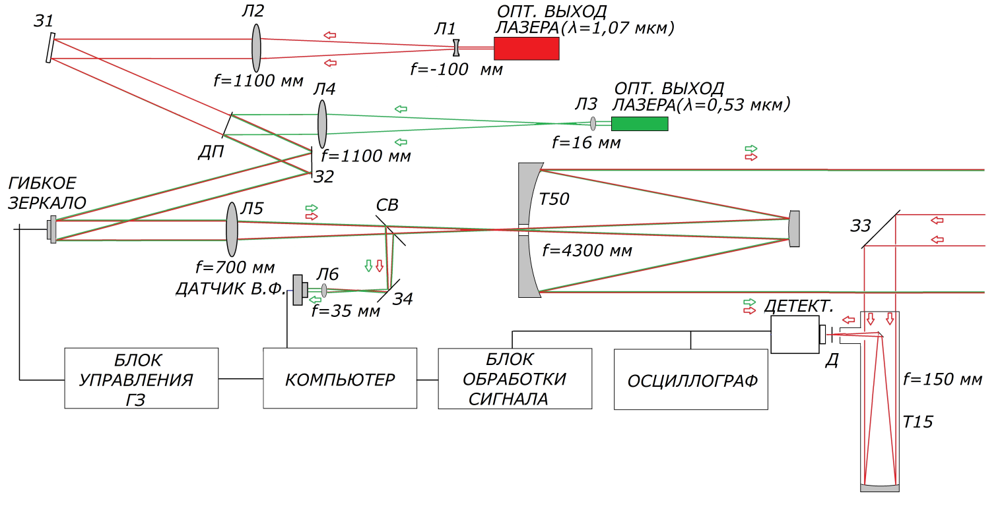 З1
Л2
Л1
ОПТ. ВЫХОД
ЛАЗЕРА(λ=1,07 мкм)
f=1100 мм
f=-100 мм
Л4
Л3
ОПТ. ВЫХОД
ЛАЗЕРА(λ=0,53 мкм)
f=16 мм
ДП
f=1100 мм
З2
ГИБКОЕ
ЗЕРКАЛО
Л5
СВ
Т50
З3
f=4300 мм
f=700 мм
ДАТЧИК В.Ф.
Л6
f=35 мм
З4
ДЕТЕКТ.
Д
БЛОК
УПРАВЛЕНИЯ
ГЗ
КОМПЬЮТЕР
БЛОК
ОБРАБОТКИ
СИГНАЛА
ОСЦИЛЛОГРАФ
f=150 мм
Т15